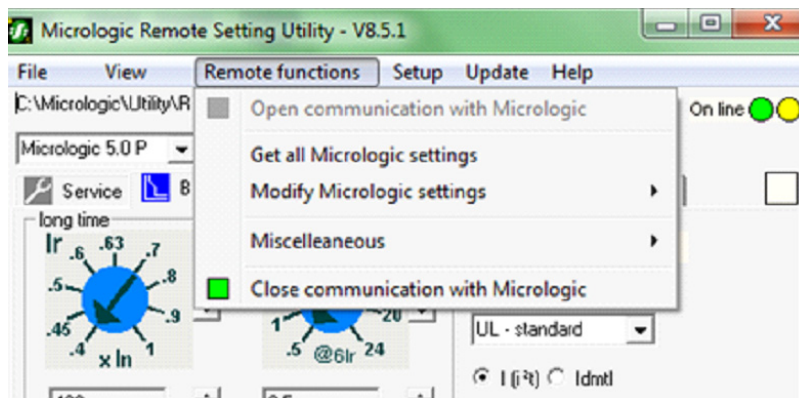 Micrologic Remote Setting Utility - V8.5.1
File View Remote functions Setup Update Help
C:\Micrologic\Utility\R
Open communication with Micrologic
On line
Micrologic 5.0 P
Get all Micrologic settings
Service B
Modify Micrologic settings
long time
Ir .4 .45 .5 .6 .63 .7 .8 .9 1
x In
Miscelleaneous
Close communication with Micrologic
.5 1 20 24
@6Ir
UL - standard
I (i²t) Idmtl